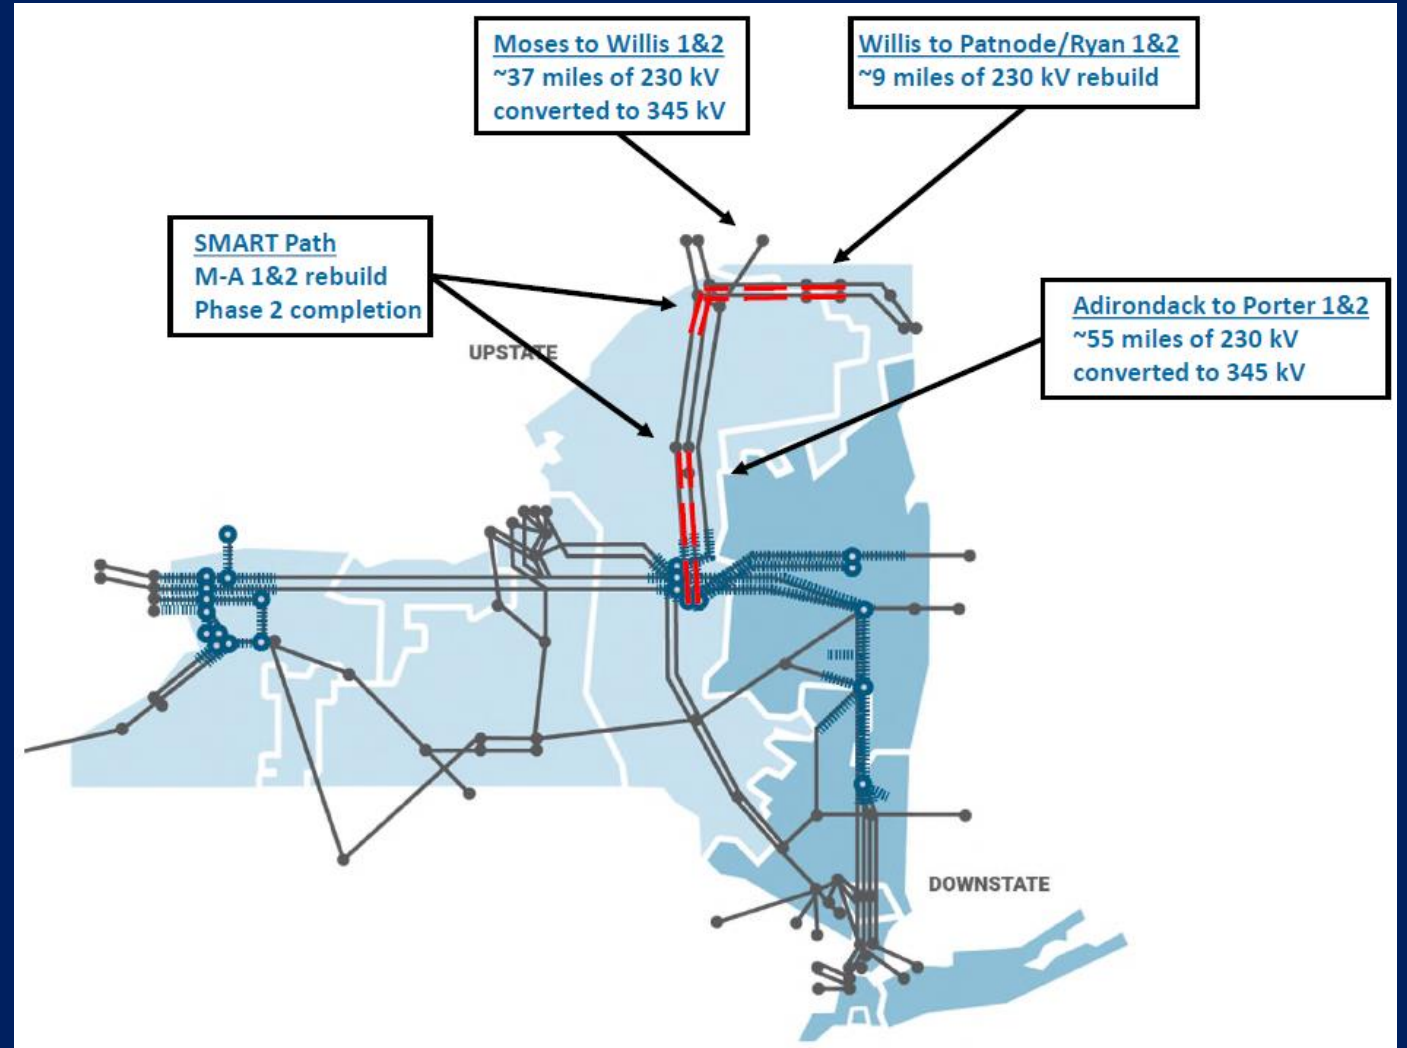 Moses to Willis 1&2
~37 miles of 230 kV
converted to 345 kV
Willis to Patnode/Ryan 1&2
~9 miles of 230 kV rebuild
SMART Path
M-A 1&2 rebuild
Phase 2 completion
Adirondack to Porter 1&2
~55 miles of 230 kV
converted to 345 kV
UPSTATE
DOWNSTATE